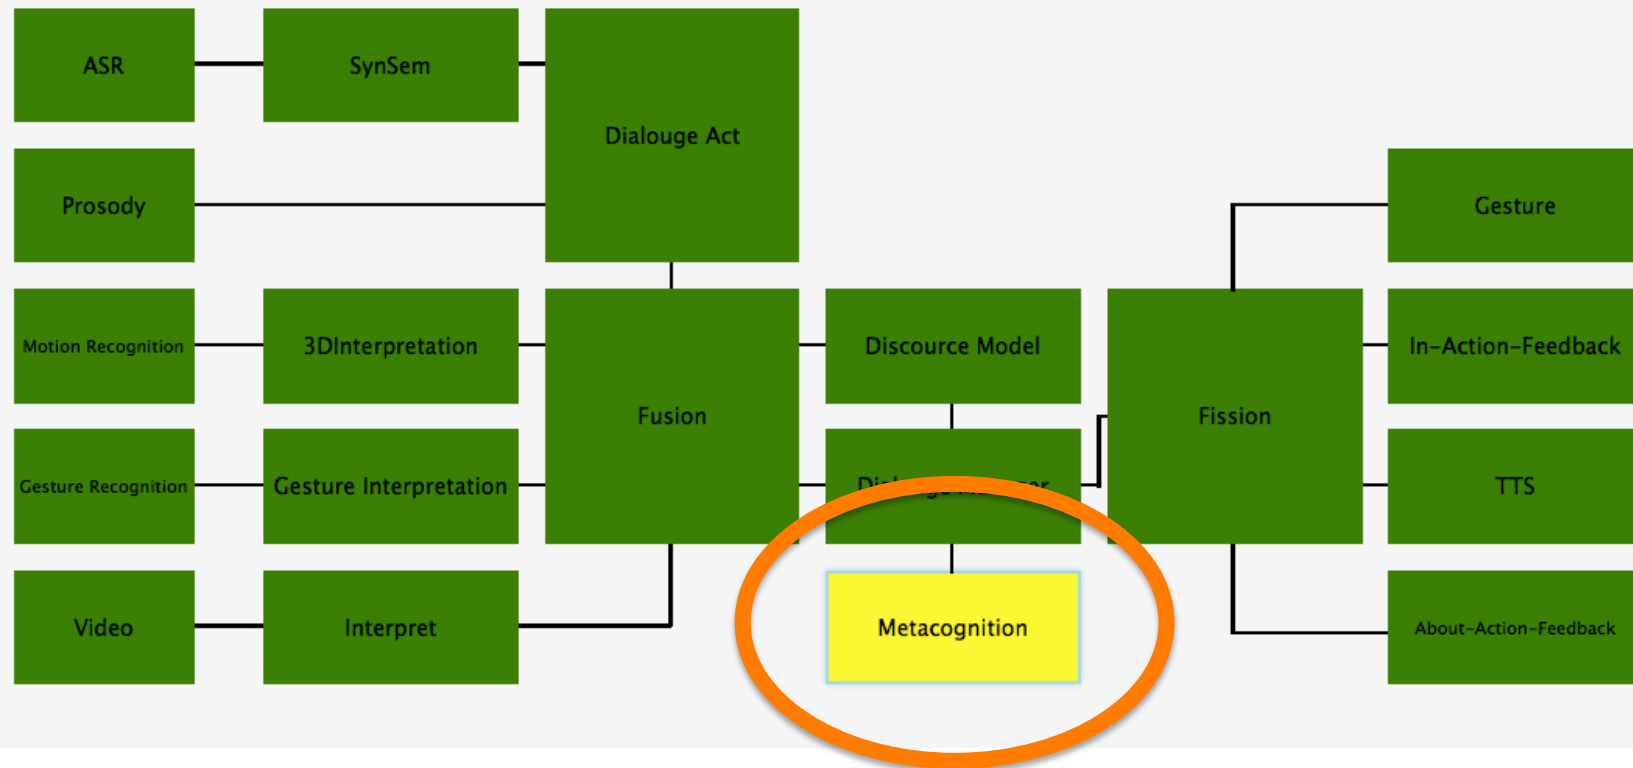 ASR
SynSem
Dialouge Act
Prosody
Gesture
Motion Recognition
3DInterpretation
Discource Model
In-Action-Feedback
Fusion
Fission
Gesture Recognition
Gesture Interpretation
TTS
Video
Interpret
Metacognition
About-Action-Feedback